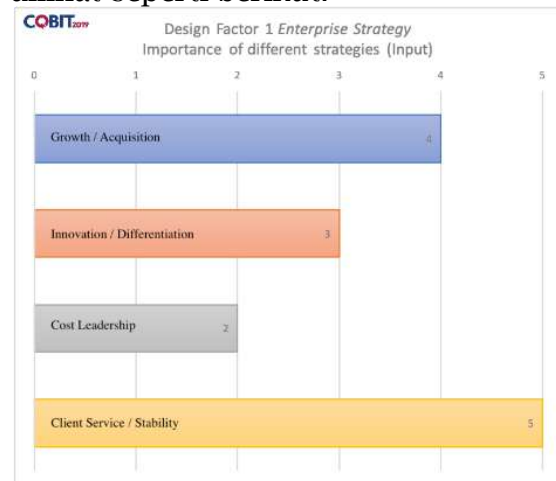 COBIT 2019
Design Factor 1 Enterprise Strategy
Importance of different strategies (Input)
0 1 2 3 4 5
Growth / Acquisition 4
Innovation / Differentiation 3
Cost Leadership 2
Client Service / Stability 5